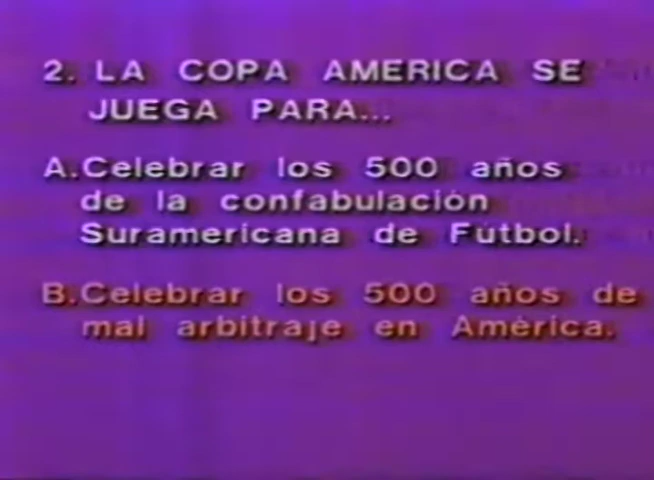 2. LA COPA AMERICA SE
JUEGA PARA...
A.Celebrar los 500 años
de la confabulación
Suramericana de Fútbol.
B.Celebrar los 500 años de
mal arbitraje en América.